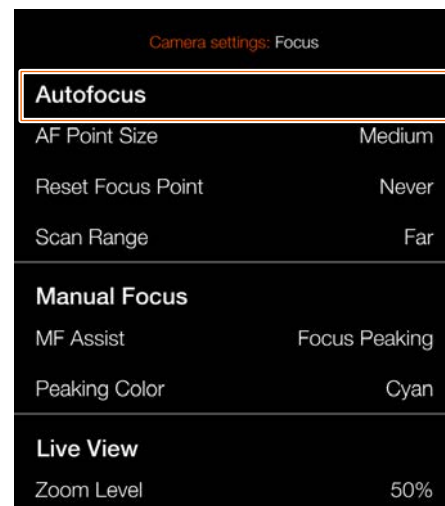 Camera settings: Focus
Autofocus
AF Point Size Medium
Reset Focus Point Never
Scan Range Far
Manual Focus
MF Assist Focus Peaking
Peaking Color Cyan
Live View
Zoom Level 50%